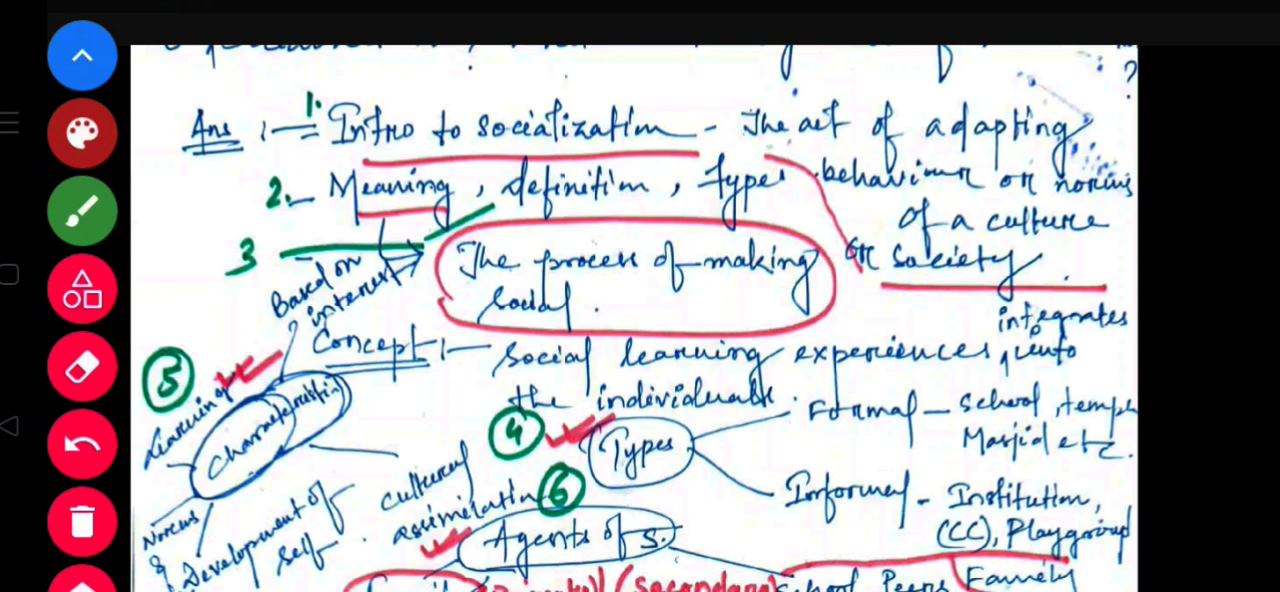 ?
?
Ans :- 1. Intro to socialization - The act of adapting
behaviour or norms
of a culture
or society.
2. - Meaning, definition, types
3
Based on
interest
The process of making
social.
Concept :- social learning experiences, integrates
into
the individuals.
5
Learning of
Characteristics
Norms
&
Development of
self.
cultural
assimilation
4
Types
Formal - School, temple
Masjid etc.
Informal - Institution,
(CC), Playground
6
Agents of S.
(secondary)
School Peers Family